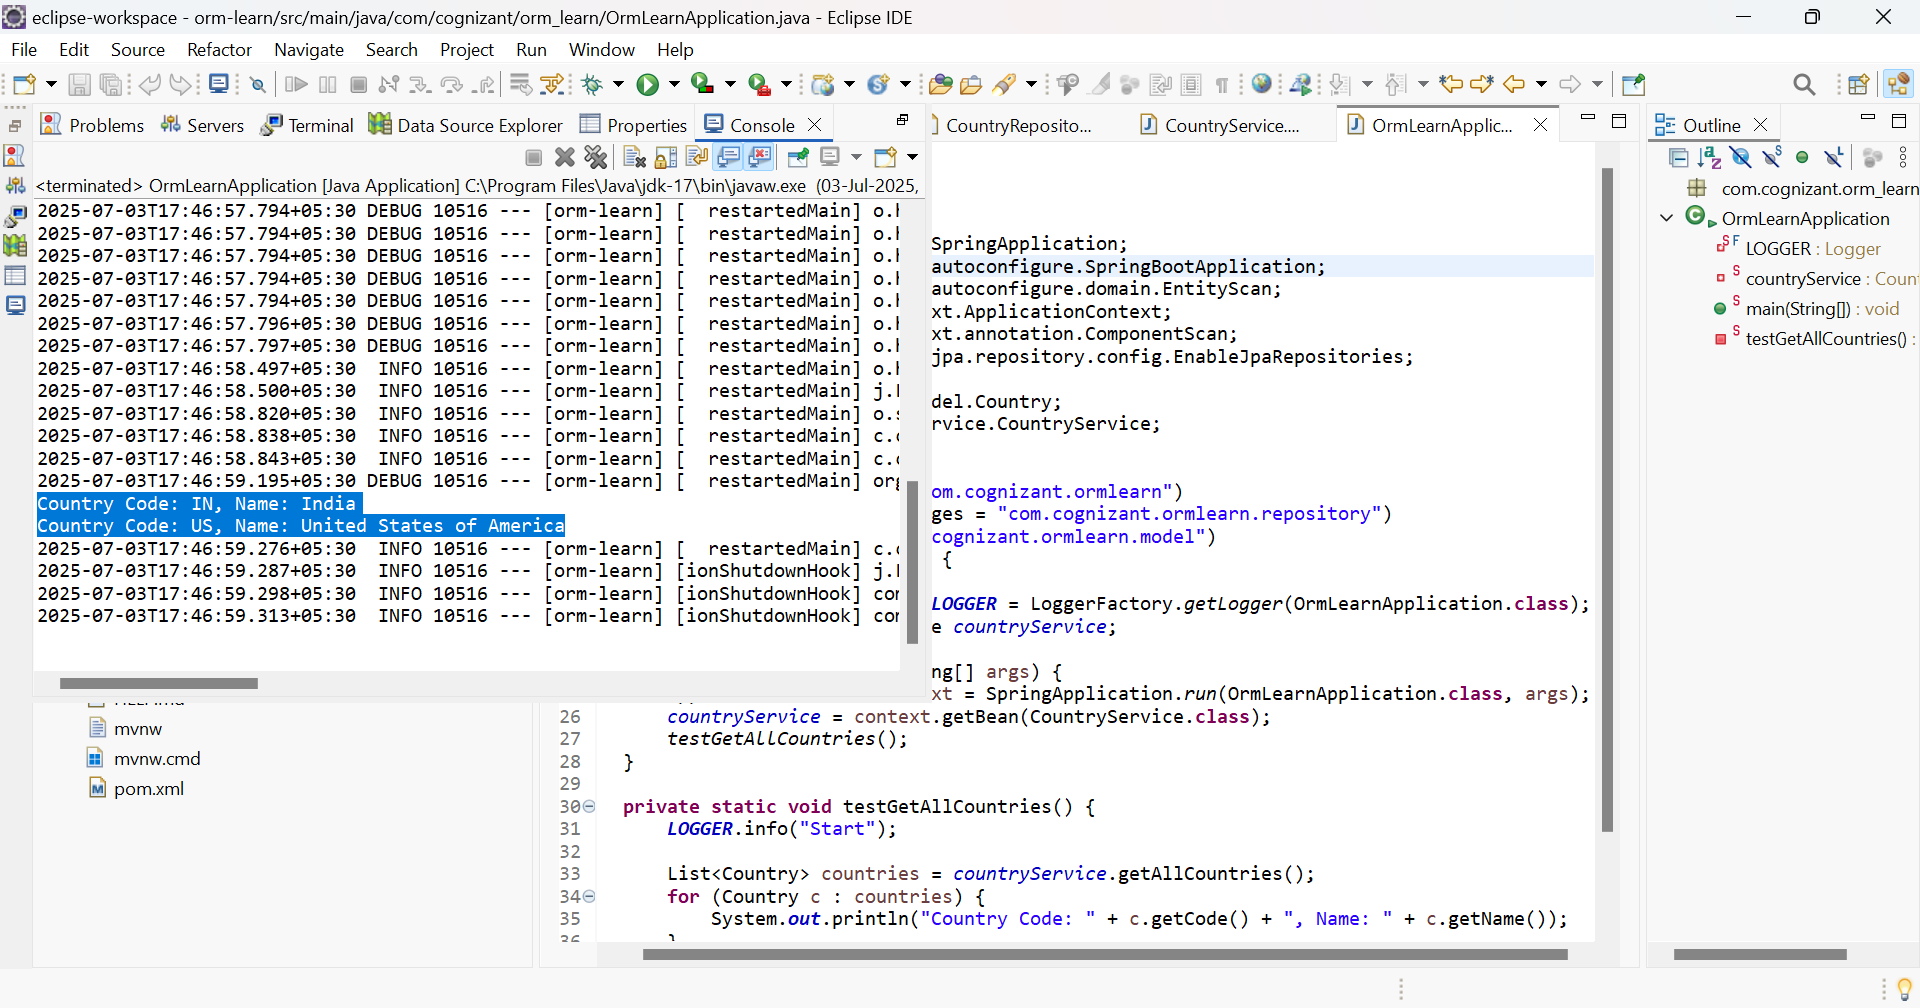 eclipse-workspace - orm-learn/src/main/java/com/cognizant/orm_learn/OrmLearnApplication.java - Eclipse IDE
File Edit Source Refactor Navigate Search Project Run Window Help
Problems Servers Terminal Data Source Explorer Properties Console
<terminated> OrmLearnApplication [Java Application] C:\Program Files\Java\jdk-17\bin\javaw.exe (03-Jul-2025,
2025-07-03T17:46:57.794+05:30 DEBUG 10516 --- [orm-learn] [  restartedMain] o.h
2025-07-03T17:46:57.794+05:30 DEBUG 10516 --- [orm-learn] [  restartedMain] o.h
2025-07-03T17:46:57.794+05:30 DEBUG 10516 --- [orm-learn] [  restartedMain] o.h
2025-07-03T17:46:57.794+05:30 DEBUG 10516 --- [orm-learn] [  restartedMain] o.h
2025-07-03T17:46:57.794+05:30 DEBUG 10516 --- [orm-learn] [  restartedMain] o.h
2025-07-03T17:46:57.796+05:30 DEBUG 10516 --- [orm-learn] [  restartedMain] o.h
2025-07-03T17:46:57.797+05:30 DEBUG 10516 --- [orm-learn] [  restartedMain] o.h
2025-07-03T17:46:58.497+05:30  INFO 10516 --- [orm-learn] [  restartedMain] o.h
2025-07-03T17:46:58.500+05:30  INFO 10516 --- [orm-learn] [  restartedMain] j.
2025-07-03T17:46:58.820+05:30  INFO 10516 --- [orm-learn] [  restartedMain] o.s
2025-07-03T17:46:58.838+05:30  INFO 10516 --- [orm-learn] [  restartedMain] c.c
2025-07-03T17:46:58.843+05:30  INFO 10516 --- [orm-learn] [  restartedMain] c.c
2025-07-03T17:46:59.195+05:30 DEBUG 10516 --- [orm-learn] [  restartedMain] org
Country Code: IN, Name: India
Country Code: US, Name: United States of America
2025-07-03T17:46:59.276+05:30  INFO 10516 --- [orm-learn] [  restartedMain] c.c
2025-07-03T17:46:59.287+05:30  INFO 10516 --- [orm-learn] [ionShutdownHook] j.
2025-07-03T17:46:59.298+05:30  INFO 10516 --- [orm-learn] [ionShutdownHook] com
2025-07-03T17:46:59.313+05:30  INFO 10516 --- [orm-learn] [ionShutdownHook] com
mvnw
mvnw.cmd
pom.xml
CountryReposito... CountryService.... OrmLearnApplic...
SpringApplication;
autoconfigure.SpringBootApplication;
autoconfigure.domain.EntityScan;
xt.ApplicationContext;
xt.annotation.ComponentScan;
jpa.repository.config.EnableJpaRepositories;
del.Country;
rvice.CountryService;
om.cognizant.ormlearn")
ges = "com.cognizant.ormlearn.repository")
cognizant.ormlearn.model")
{
LOGGER = LoggerFactory.getLogger(OrmLearnApplication.class);
e countryService;
ng[] args) {
xt = SpringApplication.run(OrmLearnApplication.class, args);
26 countryService = context.getBean(CountryService.class);
27 testGetAllCountries();
28 }
29
30 private static void testGetAllCountries() {
31 LOGGER.info("Start");
32
33 List<Country> countries = countryService.getAllCountries();
34 for (Country c : countries) {
35 System.out.println("Country Code: " + c.getCode() + ", Name: " + c.getName());
36 }
Outline
com.cognizant.orm_learn
OrmLearnApplication
LOGGER : Logger
countryService : Coun
main(String[]) : void
testGetAllCountries() :